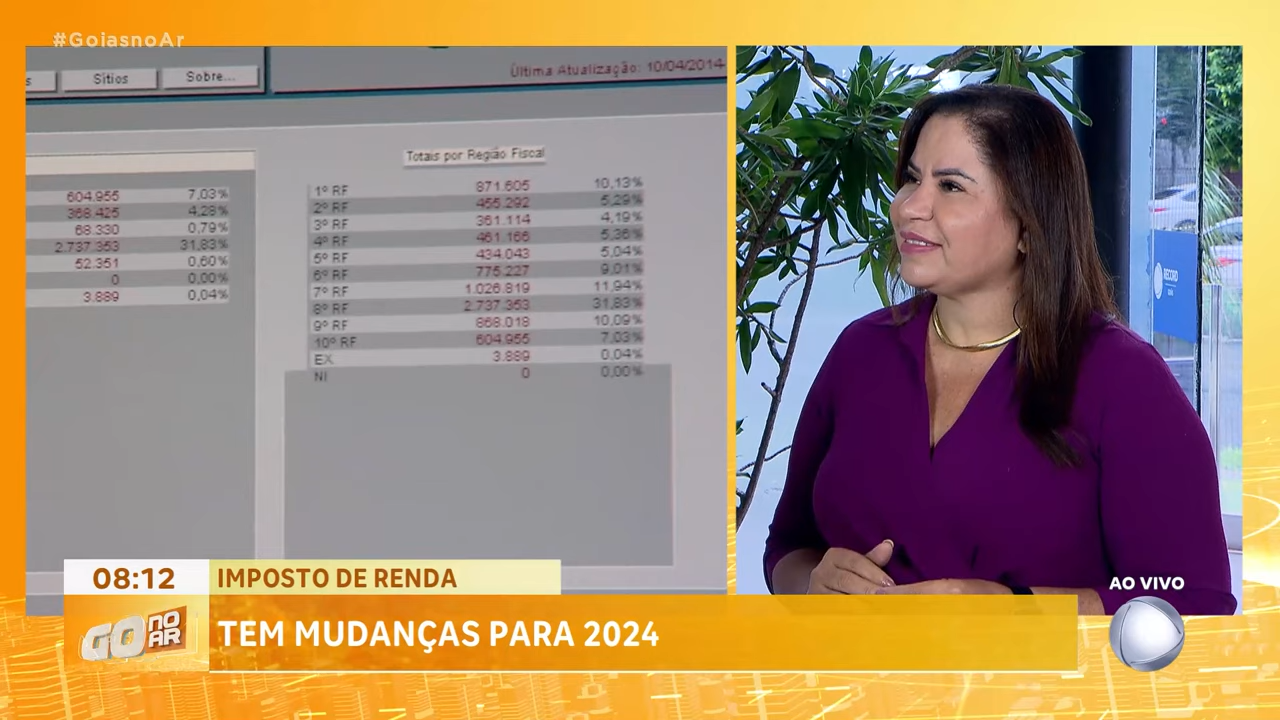 #GoiasnoAr
s
Sítios
Sobre...
Última Atualização: 10/04/2014
Totais por Região Fiscal
604.955 7,03%
368.425 4,28%
68.330 0,79%
2.737.353 31,83%
52.351 0,60%
0 0,00%
3.889 0,04%
1º RF 871.605 10,13%
2º RF 455.292 5,29%
3º RF 361.114 4,19%
4º RF 461.166 5,36%
5º RF 434.043 5,04%
6º RF 775.227 9,01%
7º RF 1.026.819 11,94%
8º RF 2.737.353 31,83%
9º RF 868.018 10,09%
10º RF 604.955 7,03%
EX 3.889 0,04%
NI 0 0,00%
08:12
IMPOSTO DE RENDA
GO NO AR
TEM MUDANÇAS PARA 2024
AO VIVO